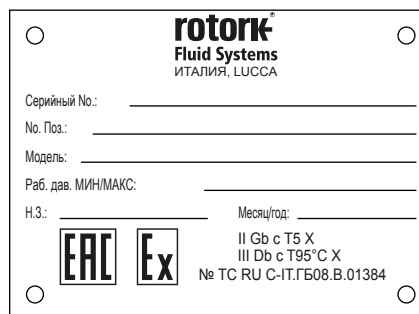 rotork®
Fluid Systems
ИТАЛИЯ, LUCCA
Серийный No.:
No. Поз.:
Модель:
Раб. дав. МИН/МАКС:
Н.З.: Месяц/год:
EAC Ex
II Gb c T5 X
III Db c T95°C X
№ TC RU C-IT.ГБ08.В.01384